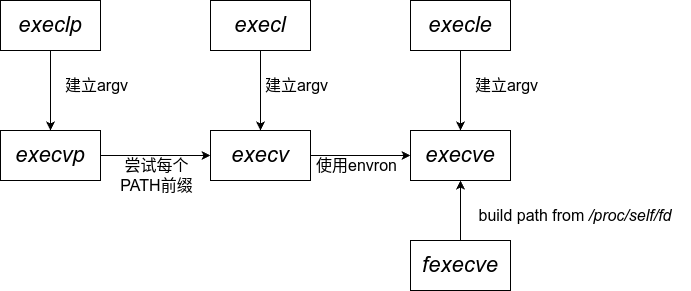 execlp
execl
execle
建立argv
建立argv
建立argv
execvp
execv
execve
尝试每个
PATH前缀
使用envron
build path from /proc/self/fd
fexecve